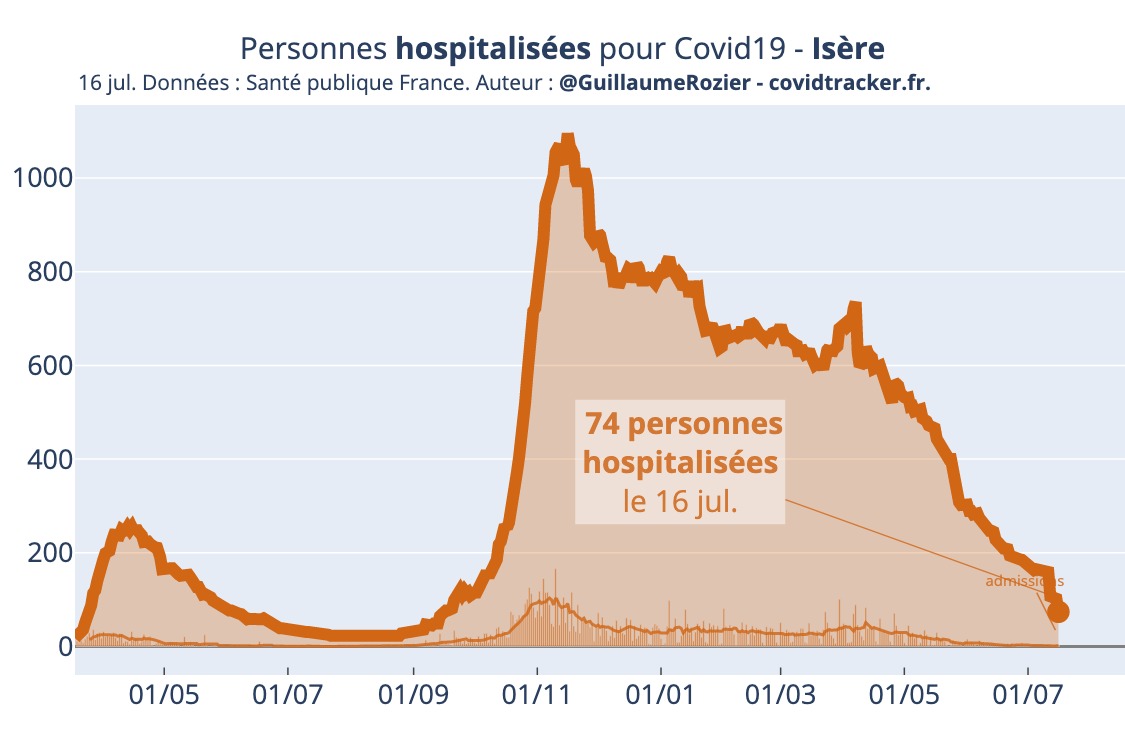 Personnes hospitalisées pour Covid19 - Isère
16 jul. Données : Santé publique France. Auteur : @GuillaumeRozier - covidtracker.fr.
1000
800
600
400
200
0
74 personnes
hospitalisées
le 16 jul.
admissions
01/05 01/07 01/09 01/11 01/01 01/03 01/05 01/07